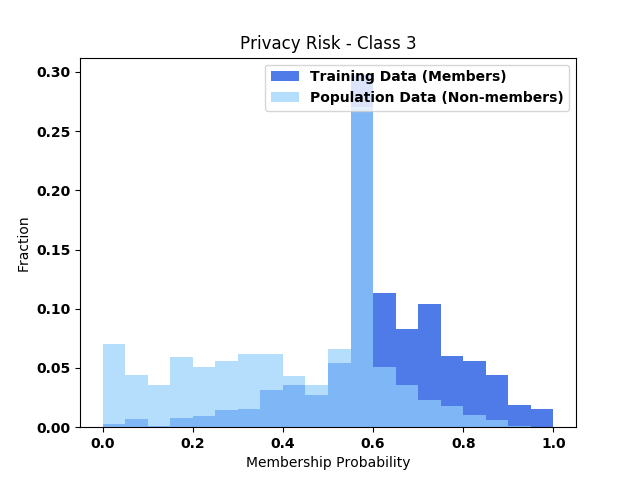 Privacy Risk - Class 3
Training Data (Members)
Population Data (Non-members)
0.30
0.25
0.20
0.15
0.10
0.05
0.00
Fraction
0.0 0.2 0.4 0.6 0.8 1.0
Membership Probability